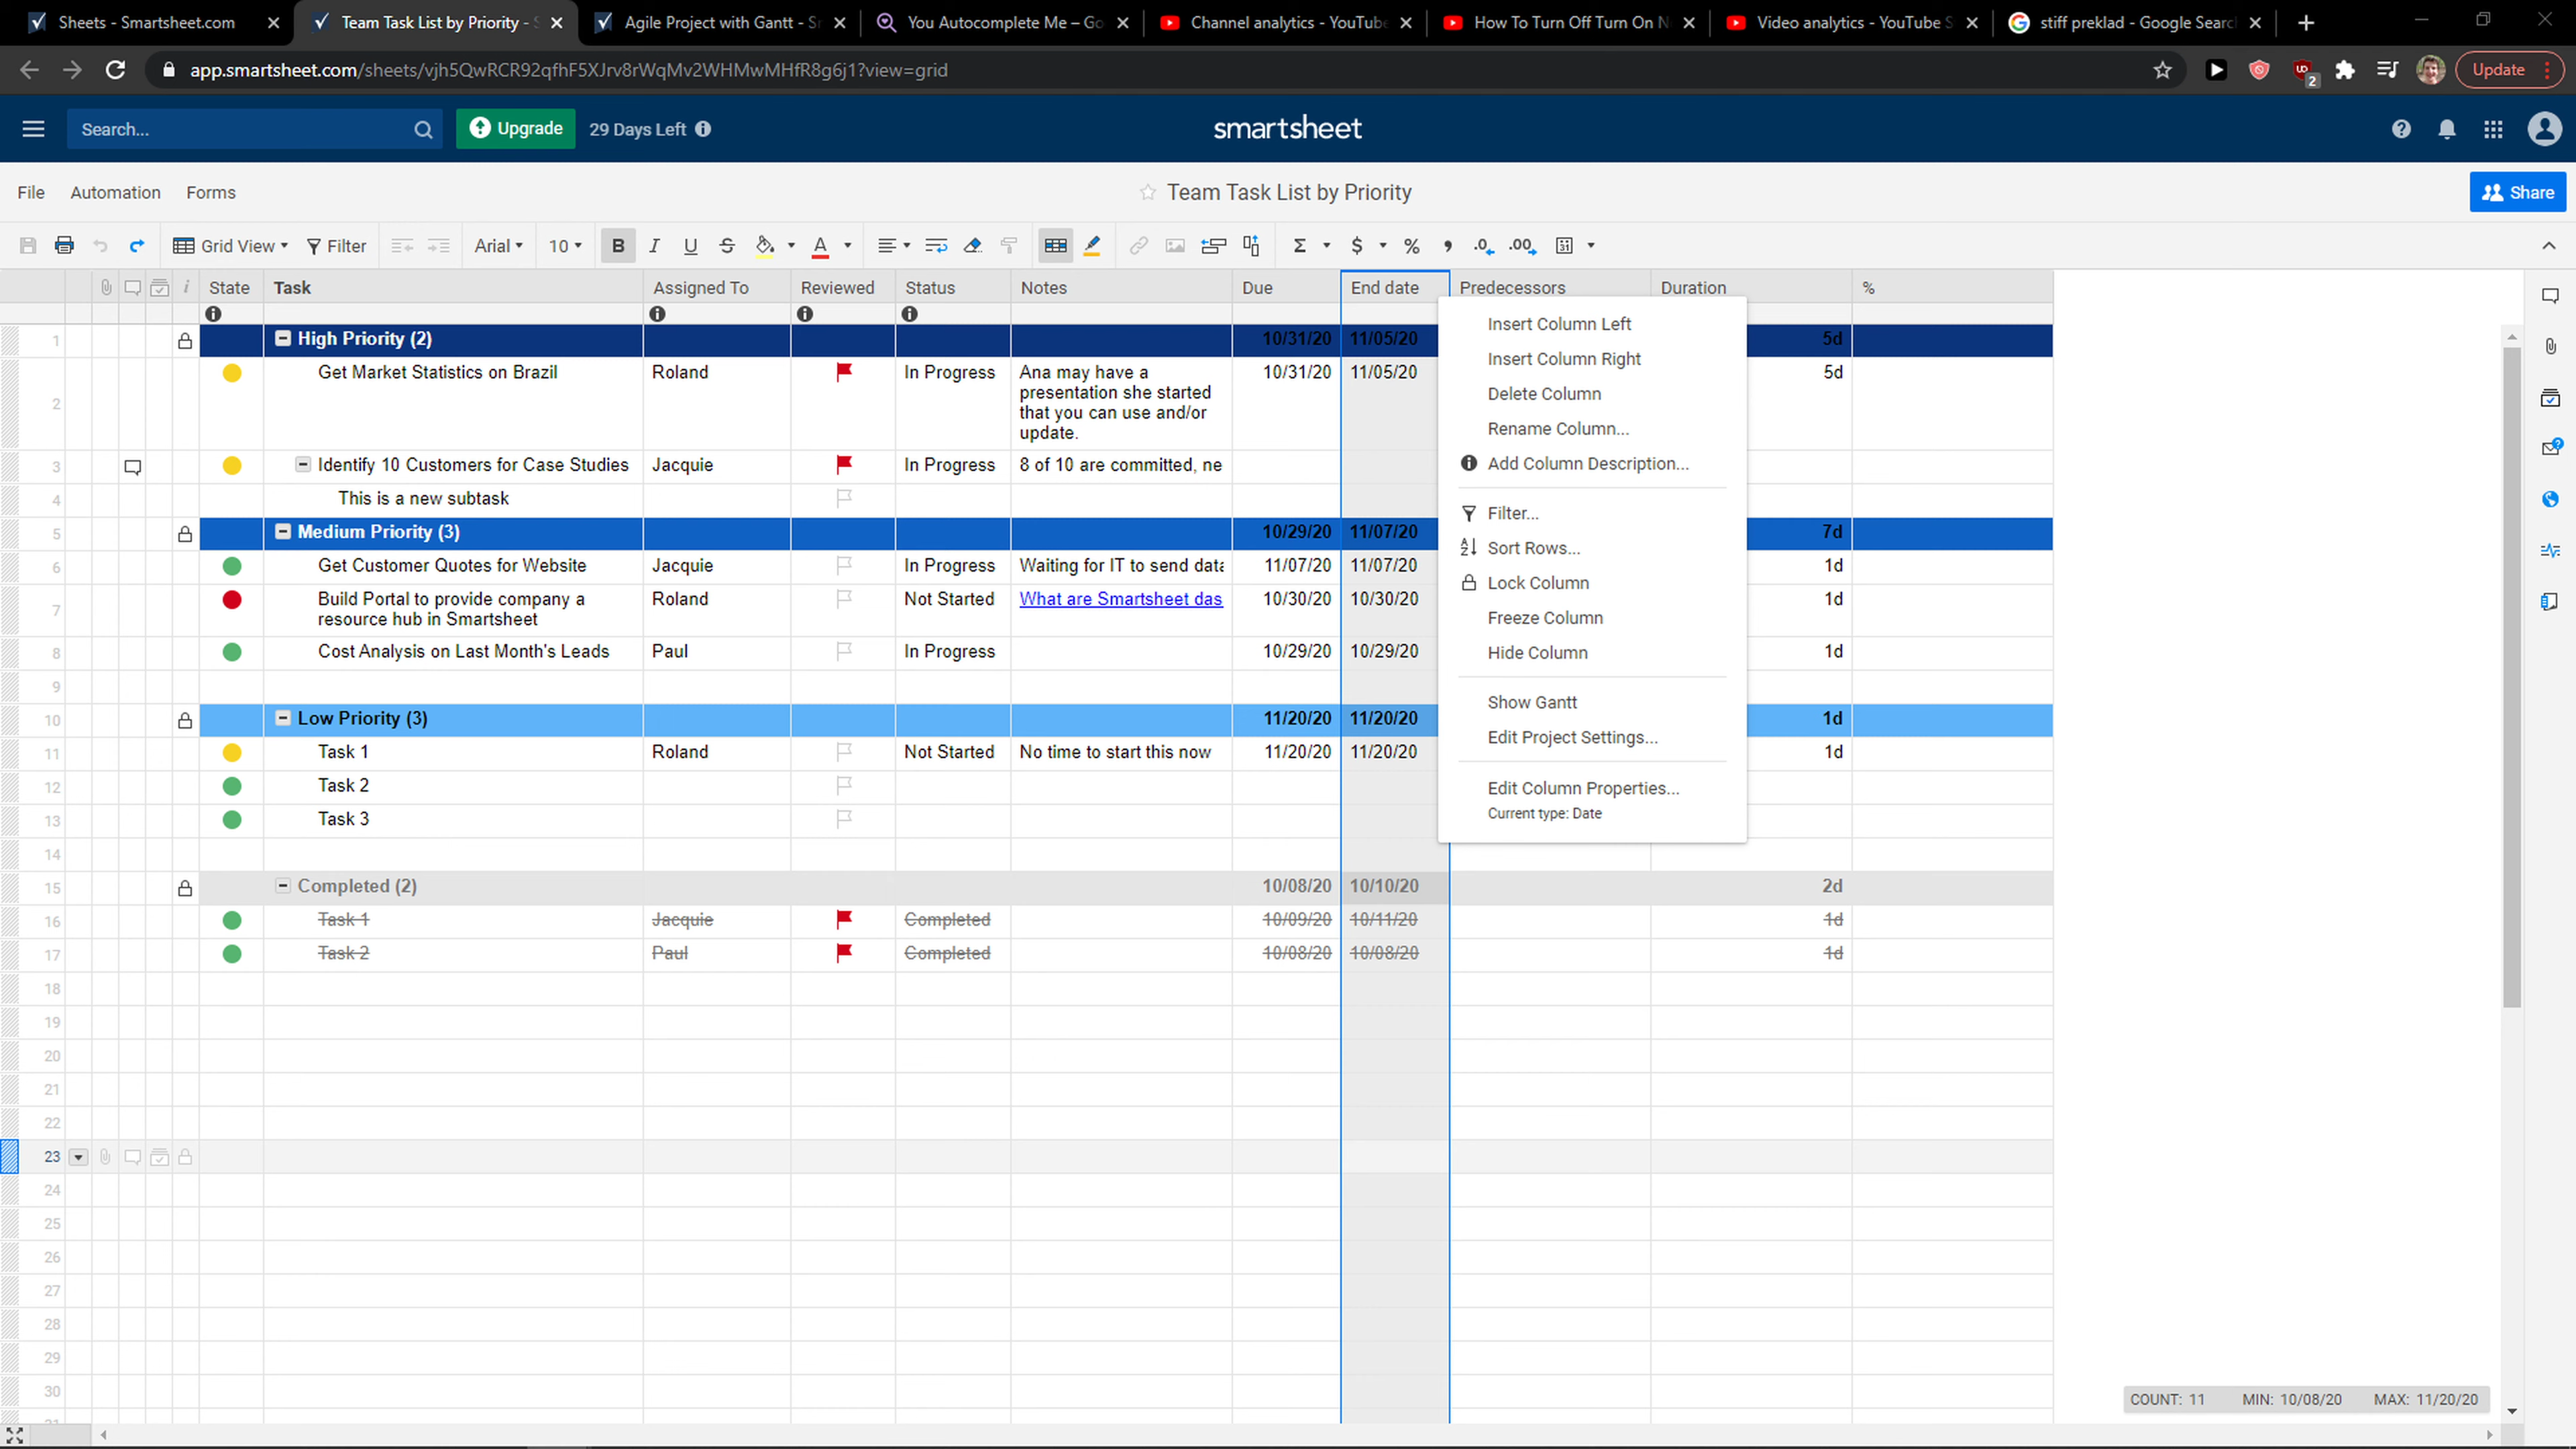 Sheets - Smartsheet.com
Team Task List by Priority - S
Agile Project with Gantt - Sm
You Autocomplete Me – Go
Channel analytics - YouTube
How To Turn Off Turn On N
Video analytics - YouTube S
stiff preklad - Google Search
app.smartsheet.com/sheets/vjh5QwRCR92qfhF5XJrv8rWqMv2WHMwMHfR8g6j1?view=grid
2
Update
Search...
Upgrade
29 Days Left
smartsheet
File Automation Forms
Team Task List by Priority
Share
Grid View Filter Arial 10 B I U S A Σ $ % , .0 .00 31
State Task Assigned To Reviewed Status Notes Due End date Predecessors Duration %
1 High Priority (2) 10/31/20 11/05/20 5d
2 Get Market Statistics on Brazil Roland In Progress Ana may have a 10/31/20 11/05/20 5d
presentation she started
that you can use and/or
update.
3 Identify 10 Customers for Case Studies Jacquie In Progress 8 of 10 are committed, ne
4 This is a new subtask
5 Medium Priority (3) 10/29/20 11/07/20 7d
6 Get Customer Quotes for Website Jacquie In Progress Waiting for IT to send data 11/07/20 11/07/20 1d
7 Build Portal to provide company a Roland Not Started What are Smartsheet das 10/30/20 10/30/20 1d
resource hub in Smartsheet
8 Cost Analysis on Last Month's Leads Paul In Progress 10/29/20 10/29/20 1d
9
10 Low Priority (3) 11/20/20 11/20/20 1d
11 Task 1 Roland Not Started No time to start this now 11/20/20 11/20/20 1d
12 Task 2
13 Task 3
14
15 Completed (2) 10/08/20 10/10/20 2d
16 Task 1 Jacquie Completed 10/09/20 10/11/20 1d
17 Task 2 Paul Completed 10/08/20 10/08/20 1d
18
19
20
21
22
23
24
25
26
27
28
29
30
Insert Column Left
Insert Column Right
Delete Column
Rename Column...
Add Column Description...
Filter...
Sort Rows...
Lock Column
Freeze Column
Hide Column
Show Gantt
Edit Project Settings...
Edit Column Properties...
Current type: Date
COUNT: 11 MIN: 10/08/20 MAX: 11/20/20